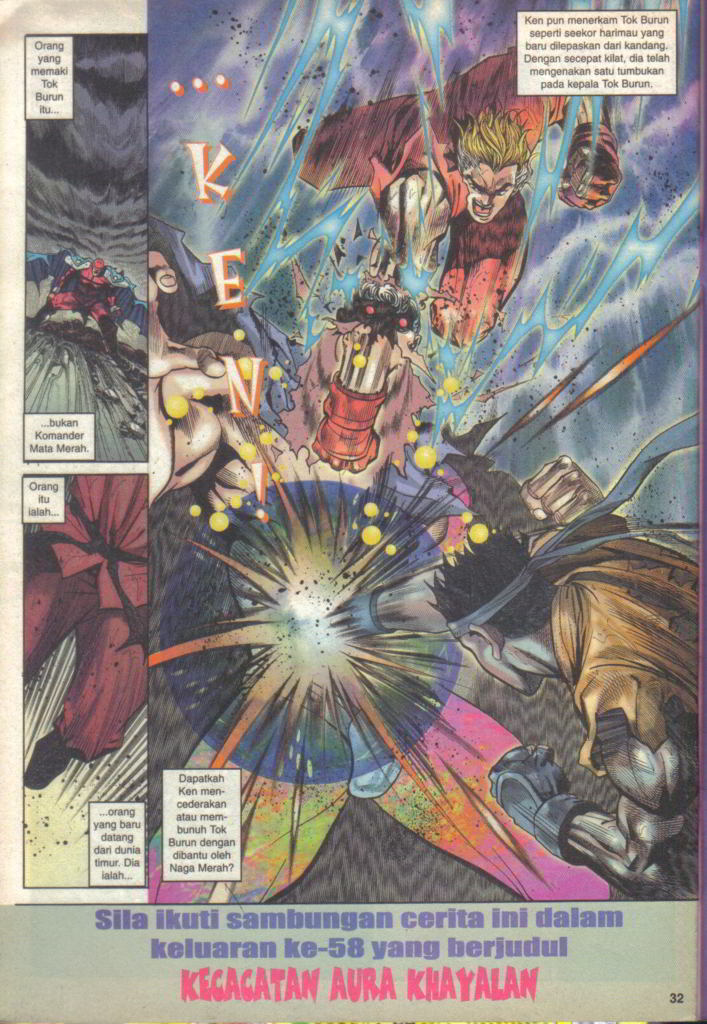 Orang
yang
memaki
Tok
Burun
itu...
...bukan
Komander
Mata Merah.
Orang
itu
ialah...
...orang
yang baru
datang
dari dunia
timur. Dia
ialah...
...KEN!
Ken pun menerkam Tok Burun
seperti seekor harimau yang
baru dilepaskan dari kandang.
Dengan secepat kilat, dia telah
mengenakan satu tumbukan
pada kepala Tok Burun.
Dapatkah
Ken men-
cederakan
atau mem-
bunuh Tok
Burun dengan
dibantu oleh
Naga Merah?
Sila ikuti sambungan cerita ini dalam
keluaran ke-58 yang berjudul
KECACATAN AURA KHAYALAN
32